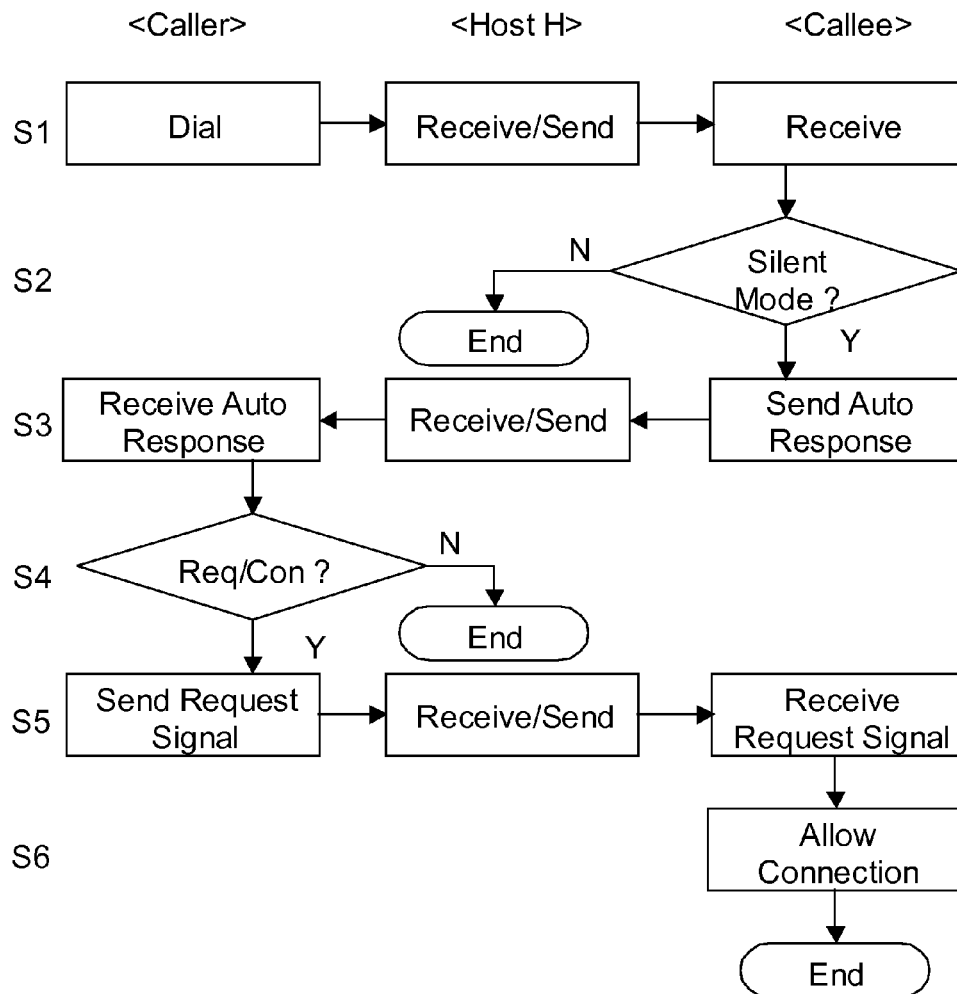 <Caller> <Host H> <Callee>
S1 Dial Receive/Send Receive
S2 N Silent
Mode ?
End Y
S3 Receive Auto
Response Receive/Send Send Auto
Response
S4 Req/Con ? N
End
Y
S5 Send Request
Signal Receive/Send Receive
Request Signal
S6 Allow
Connection
End